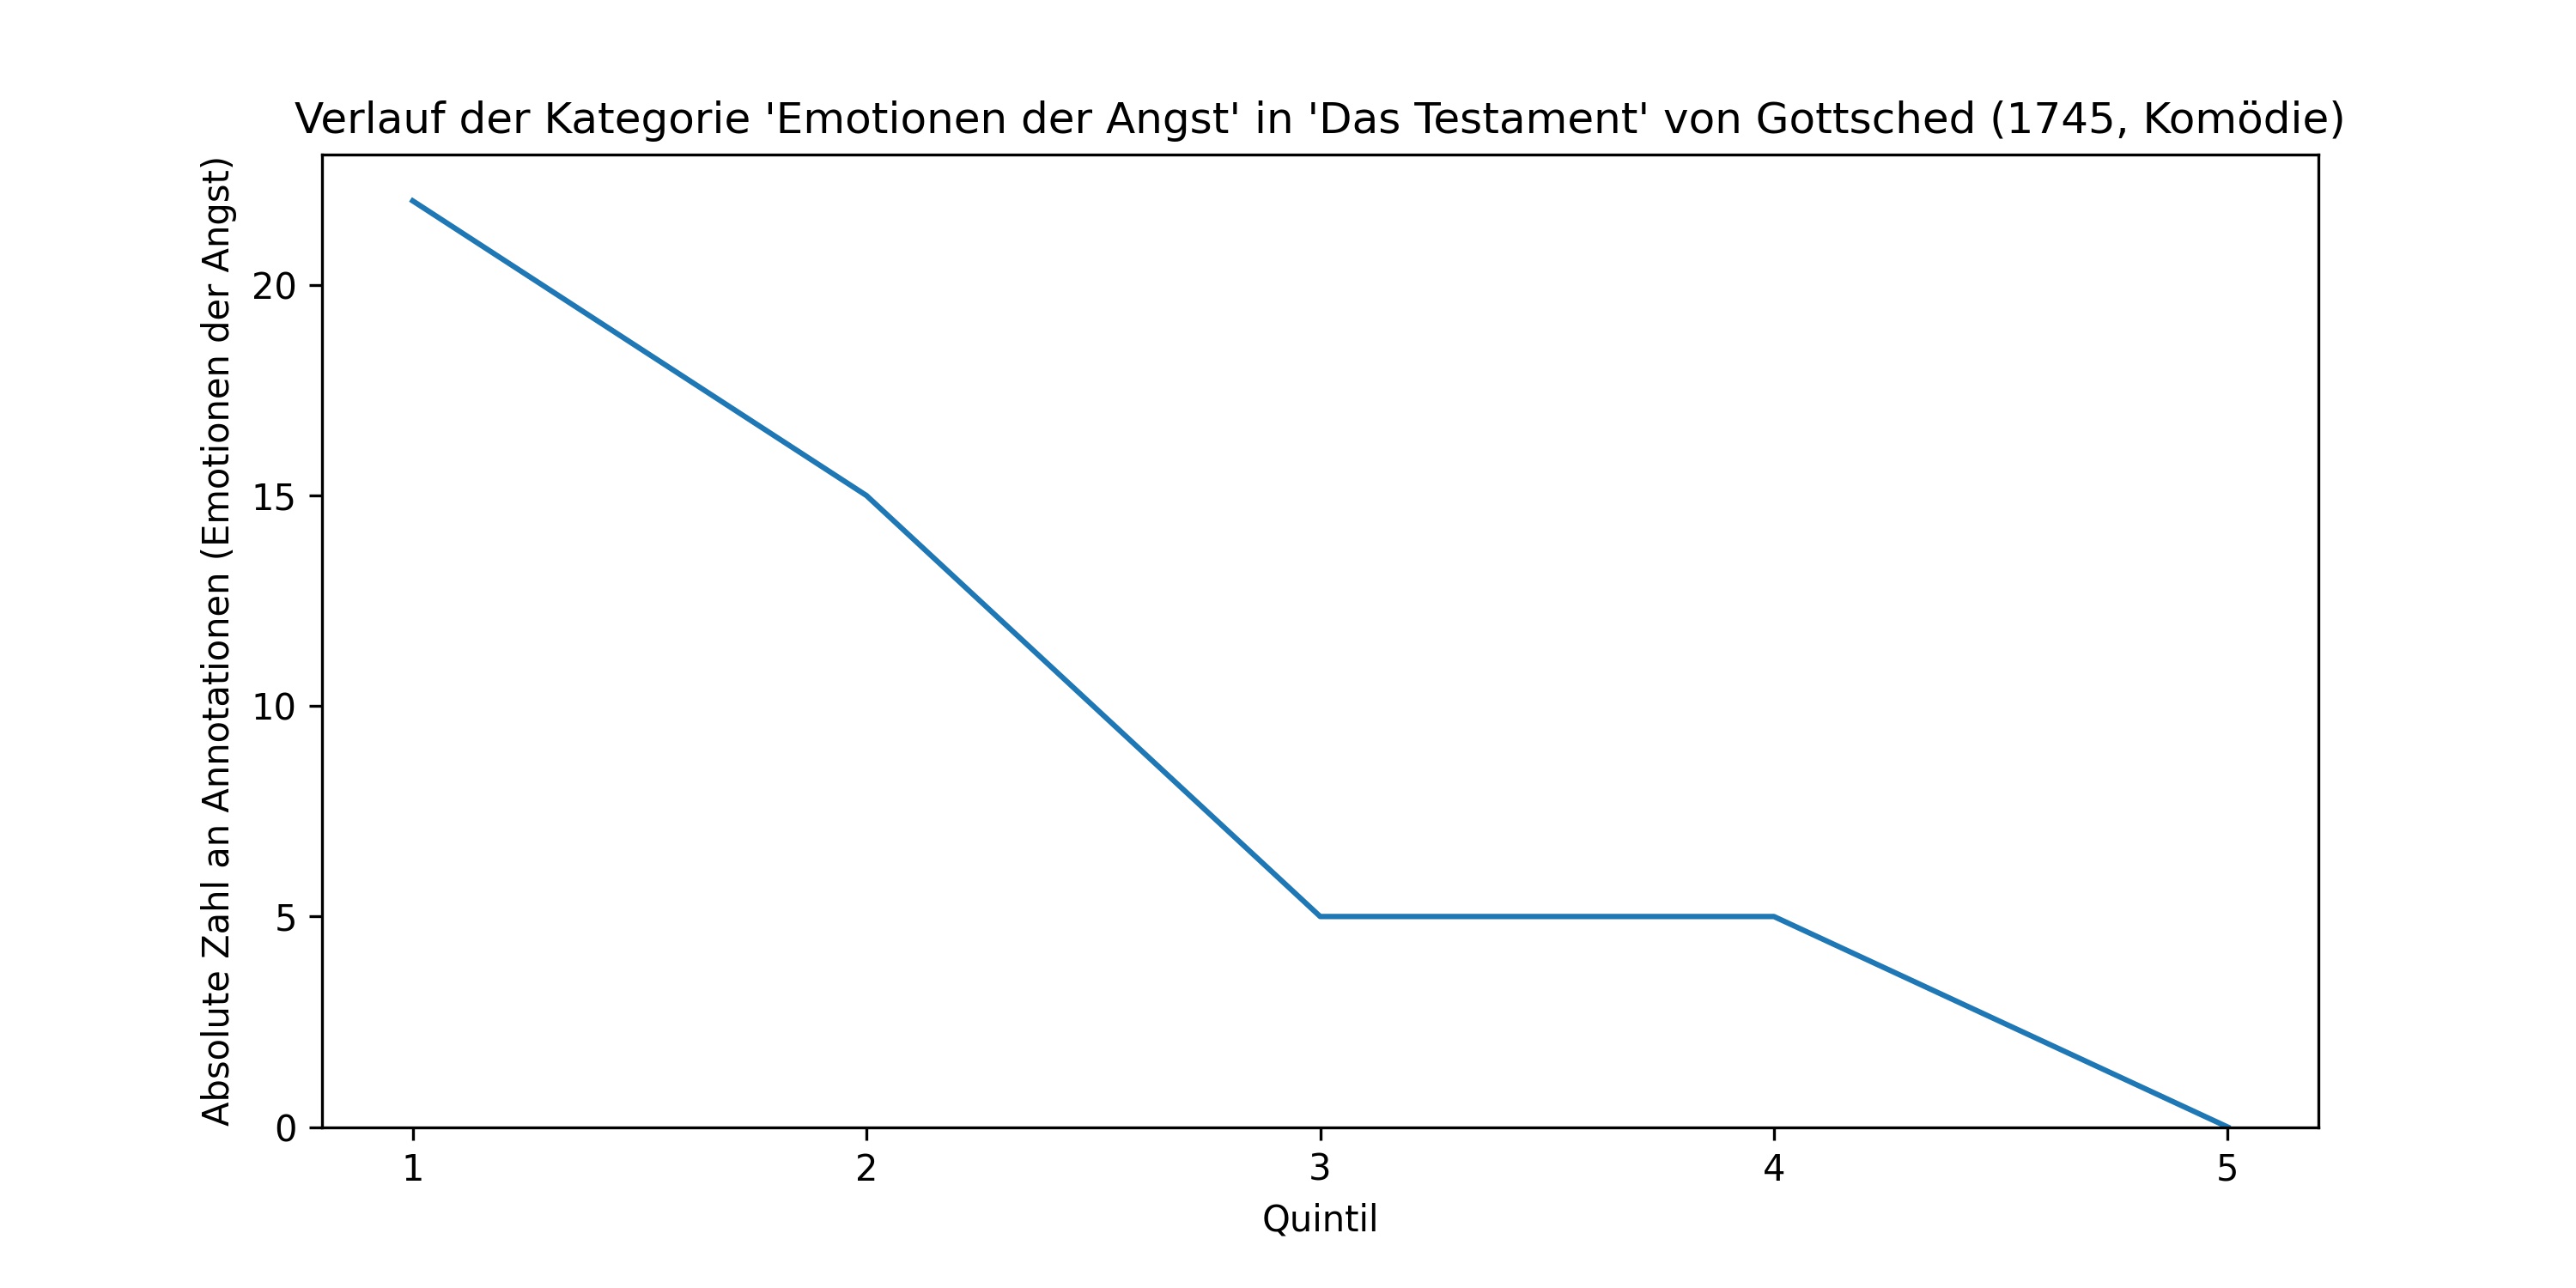 Verlauf der Kategorie 'Emotionen der Angst' in 'Das Testament' von Gottsched (1745, Komödie)
Absolute Zahl an Annotationen (Emotionen der Angst)
20
15
10
5
0
1 2 3 4 5
Quintil